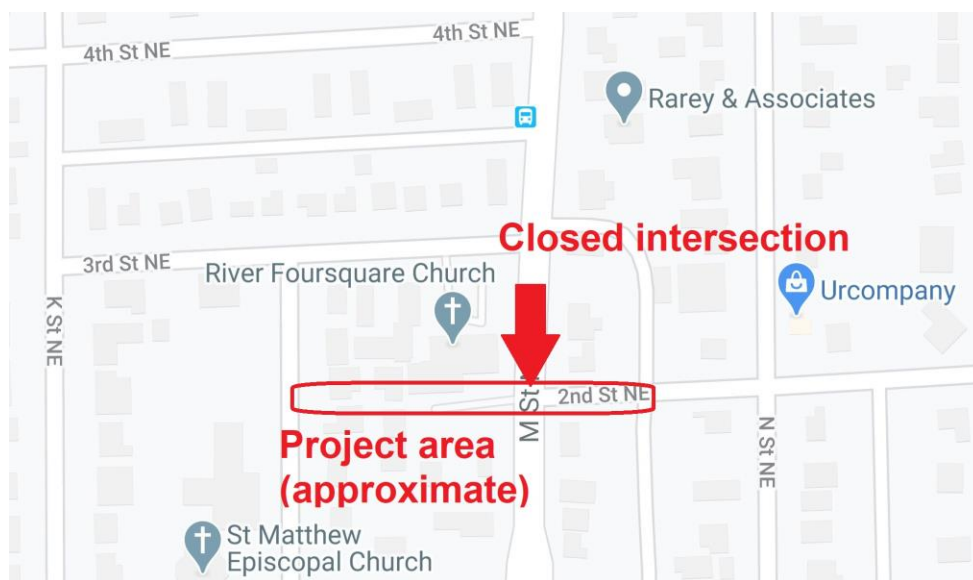 4th St NE
4th St NE
Rarey & Associates
Closed intersection
3rd St NE
River Foursquare Church
Urcompany
K St NE
M St
2nd St NE
N St NE
Project area
(approximate)
St Matthew
Episcopal Church